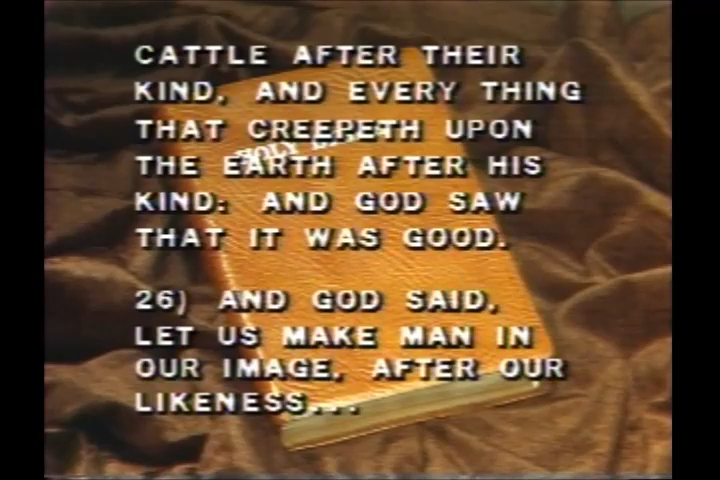 CATTLE AFTER THEIR
KIND, AND EVERY THING
THAT CREEPETH UPON
THE EARTH AFTER HIS
KIND: AND GOD SAW
THAT IT WAS GOOD.
26) AND GOD SAID,
LET US MAKE MAN IN
OUR IMAGE, AFTER OUR
LIKENESS...
HOLY